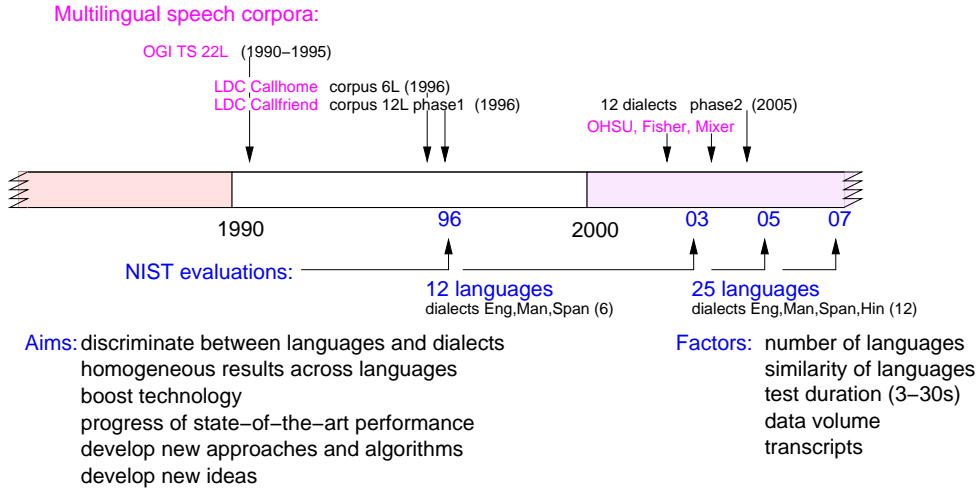 Multilingual speech corpora:
OGI TS 22L (1990−1995)
LDC Callhome corpus 6L (1996)
LDC Callfriend corpus 12L phase1 (1996)
12 dialects phase2 (2005)
OHSU, Fisher, Mixer
1990
96
2000
03
05
07
NIST evaluations:
12 languages
dialects Eng,Man,Span (6)
25 languages
dialects Eng,Man,Span,Hin (12)
Aims: discriminate between languages and dialects
homogeneous results across languages
boost technology
progress of state−of−the−art performance
develop new approaches and algorithms
develop new ideas
Factors: number of languages
similarity of languages
test duration (3−30s)
data volume
transcripts